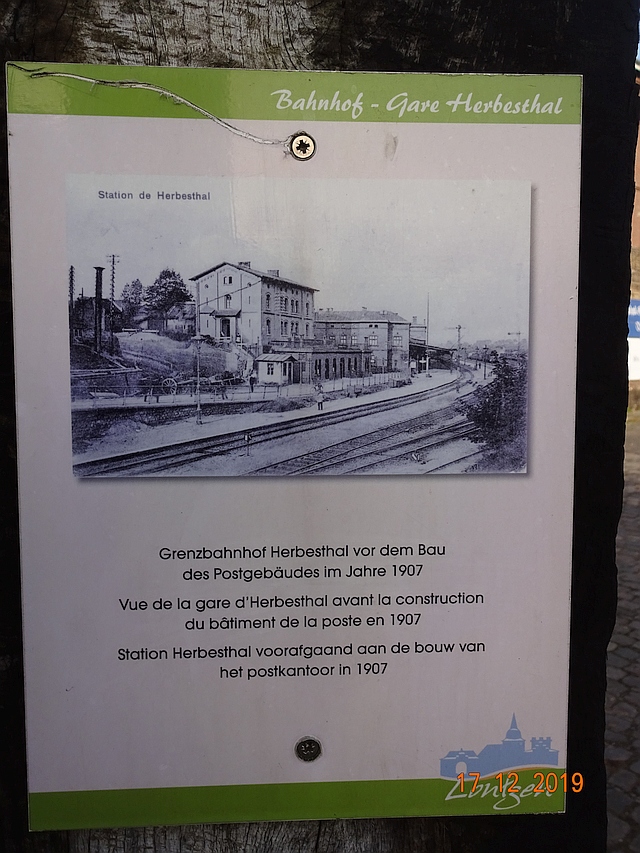 Bahnhof - Gare Herbesthal
Station de Herbesthal
Grenzbahnhof Herbesthal vor dem Bau
des Postgebäudes im Jahre 1907
Vue de la gare d'Herbesthal avant la construction
du bâtiment de la poste en 1907
Station Herbesthal voorafgaand aan de bouw van
het postkantoor in 1907
17 12 2019
Lontzen